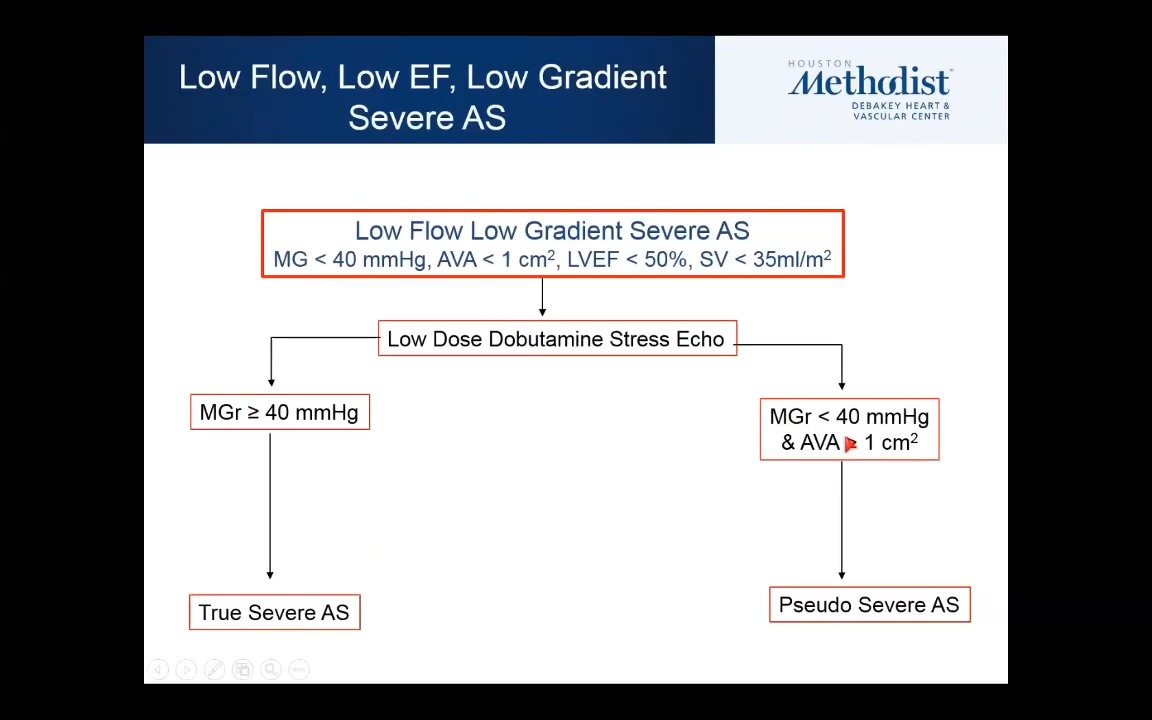 Low Flow, Low EF, Low Gradient
Severe AS
HOUSTON
Methodist
DEBAKEY HEART &
VASCULAR CENTER
Low Flow Low Gradient Severe AS
MG < 40 mmHg, AVA < 1 cm², LVEF < 50%, SV < 35ml/m²
Low Dose Dobutamine Stress Echo
MGr ≥ 40 mmHg
MGr < 40 mmHg
& AVA 1 cm²
True Severe AS
Pseudo Severe AS